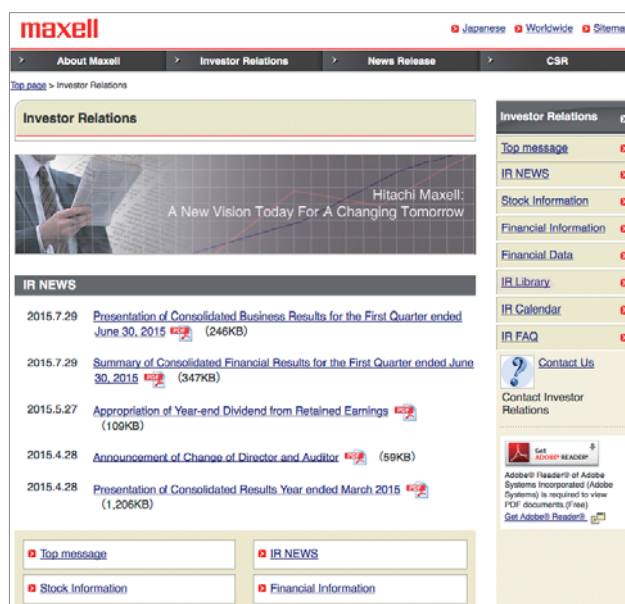 maxell
Japanese Worldwide Sitema
About Maxell Investor Relations News Release CSR
Top page > Investor Relations
Investor Relations
Hitachi Maxell:
A New Vision Today For A Changing Tomorrow
IR NEWS
2015.7.29 Presentation of Consolidated Business Results for the First Quarter ended
June 30, 2015 PDF (246KB)
2015.7.29 Summary of Consolidated Financial Results for the First Quarter ended June
30, 2015 PDF (347KB)
2015.5.27 Appropriation of Year-end Dividend from Retained Earnings PDF
(109KB)
2015.4.28 Announcement of Change of Director and Auditor PDF (59KB)
2015.4.28 Presentation of Consolidated Results Year ended March 2015 PDF
(1,206KB)
Top message IR NEWS
Stock Information Financial Information
Investor Relations
Top message
IR NEWS
Stock Information
Financial Information
Financial Data
IR Library
IR Calendar
IR FAQ
? Contact Us
Contact Investor
Relations
Get
ADOBE® READER®
Adobe® Reader® of Adobe
Systems Incorporated (Adobe
Systems) is required to view
PDF documents.(Free)
Get Adobe® Reader®